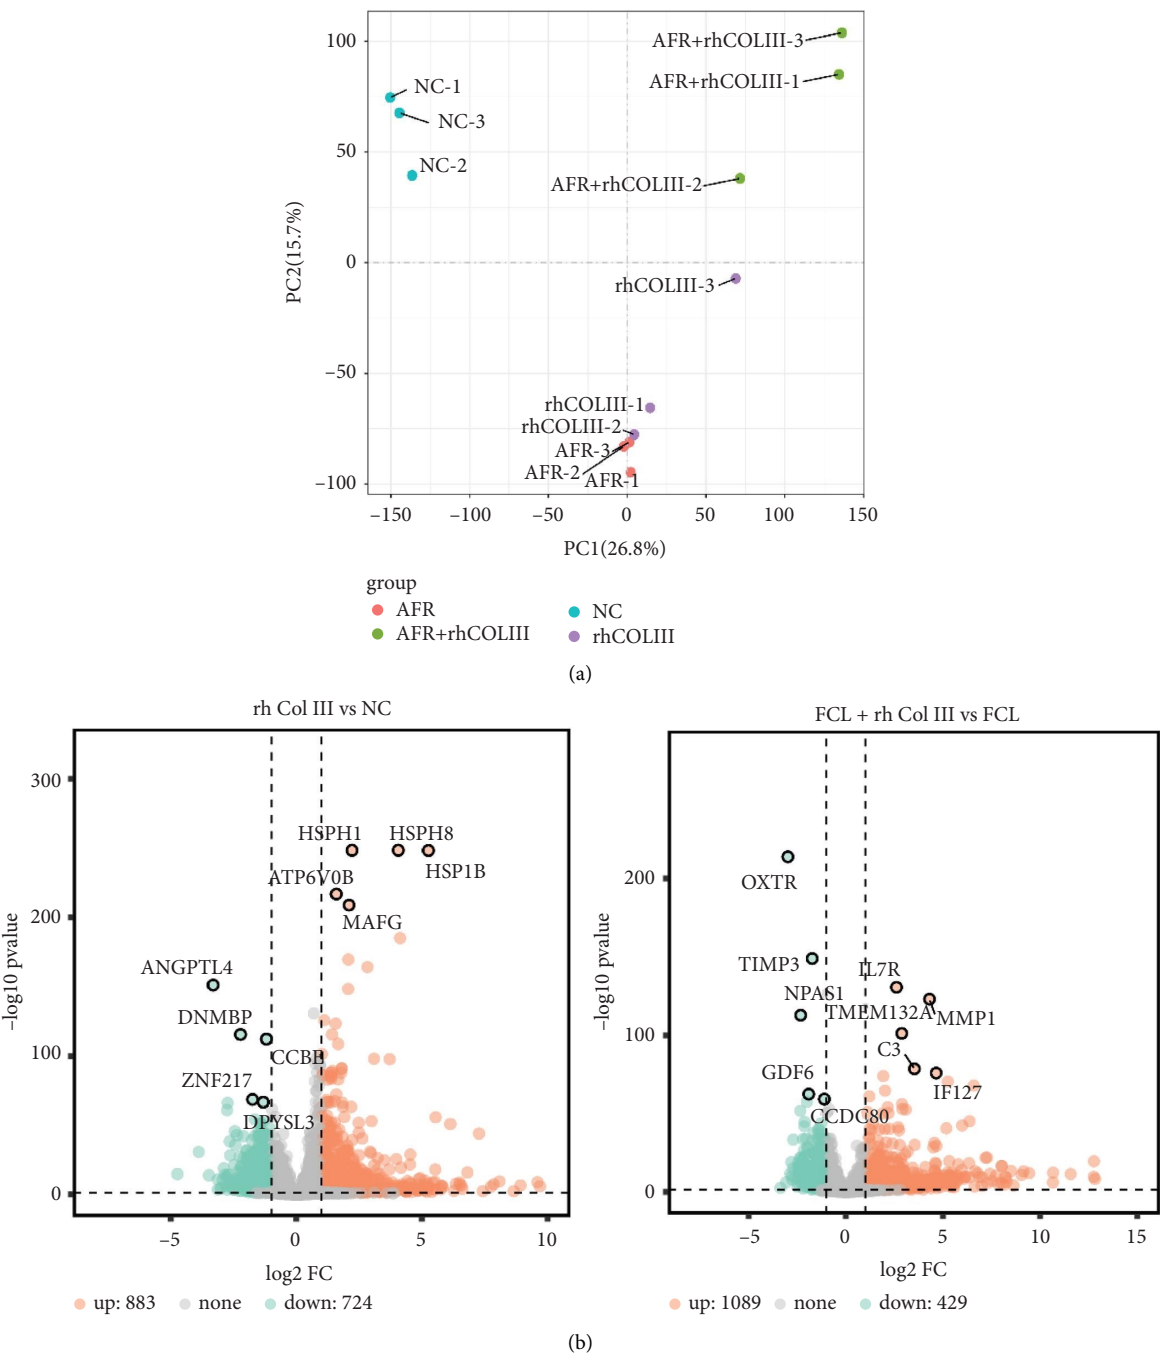 100
50
0
−50
−100
PC2(15.7%)
AFR+rhCOLIII-3
AFR+rhCOLIII-1
NC-1
NC-3
NC-2
AFR+rhCOLIII-2
rhCOLIII-3
rhCOLIII-1
rhCOLIII-2
AFR-3
AFR-2
AFR-1
−150 −100 −50 0 50 100 150
PC1(26.8%)
group
AFR NC
AFR+rhCOLIII rhCOLIII
(a)
rh Col III vs NC
300
200
100
0
−log10 pvalue
HSPH1 HSPH8
HSP1B
ATP6V0B
MAFG
ANGPTL4
DNMBP
CCBE
ZNF217
DPYSL3
−5 0 5 10
log2 FC
up: 883 none down: 724
FCL + rh Col III vs FCL
200
100
0
−log10 pvalue
OXTR
TIMP3 IL7R
NPAS1
TMEM132A MMP1
C3
GDF6 IF127
CCDC80
−5 0 5 10 15
log2 FC
up: 1089 none down: 429
(b)